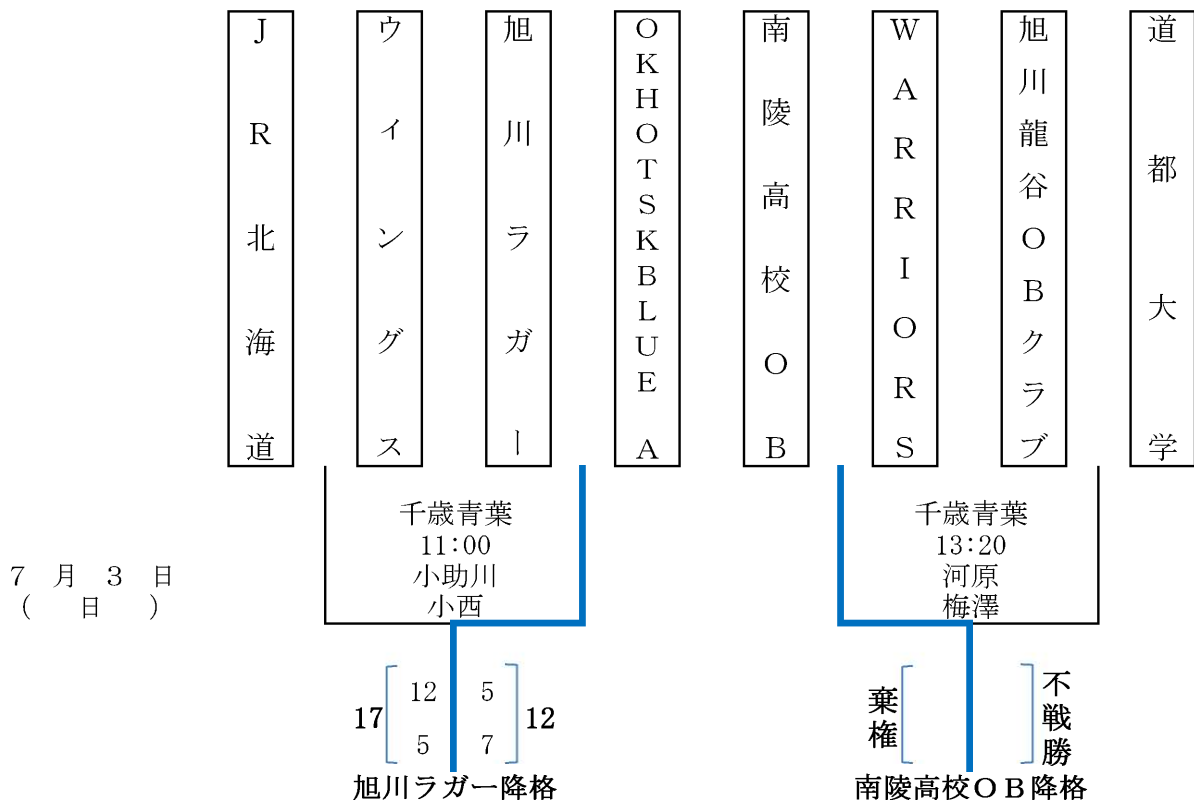 ＪＲ北海道
ウィングス
旭川ラガー
ＯＫＨＯＴＳＫＢＬＵＥ Ａ
南陵高校ＯＢ
ＷＡＲＲＩＯＲＳ
旭川龍谷ＯＢクラブ
道都大学
千歳青葉
11:00
小助川
小西
千歳青葉
13:20
河原
梅澤
７月３日
（日）
17
12 5
5 7
12
旭川ラガー降格
棄権
不戦勝
南陵高校ＯＢ降格